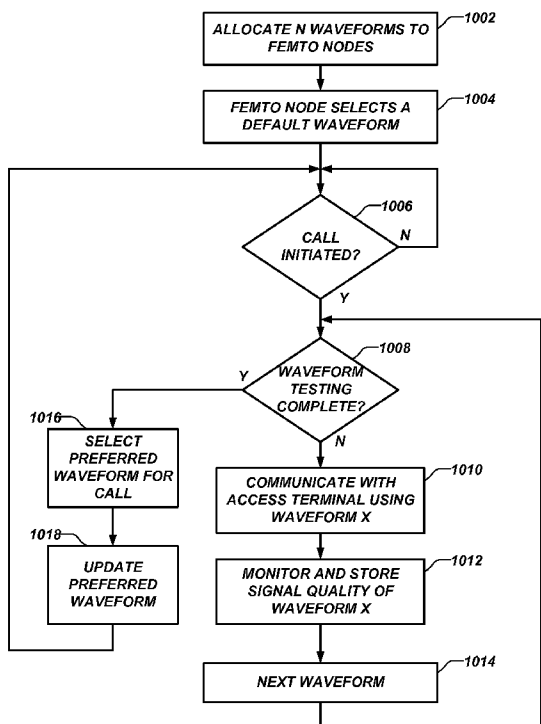 ALLOCATE N WAVEFORMS TO
FEMTO NODES
1002
FEMTO NODE SELECTS A
DEFAULT WAVEFORM
1004
1006
CALL
INITIATED?
N
Y
1008
WAVEFORM
TESTING
COMPLETE?
Y
N
1016
SELECT
PREFERRED
WAVEFORM FOR
CALL
1010
COMMUNICATE WITH
ACCESS TERMINAL USING
WAVEFORM X
1018
UPDATE
PREFERRED
WAVEFORM
1012
MONITOR AND STORE
SIGNAL QUALITY OF
WAVEFORM X
1014
NEXT WAVEFORM